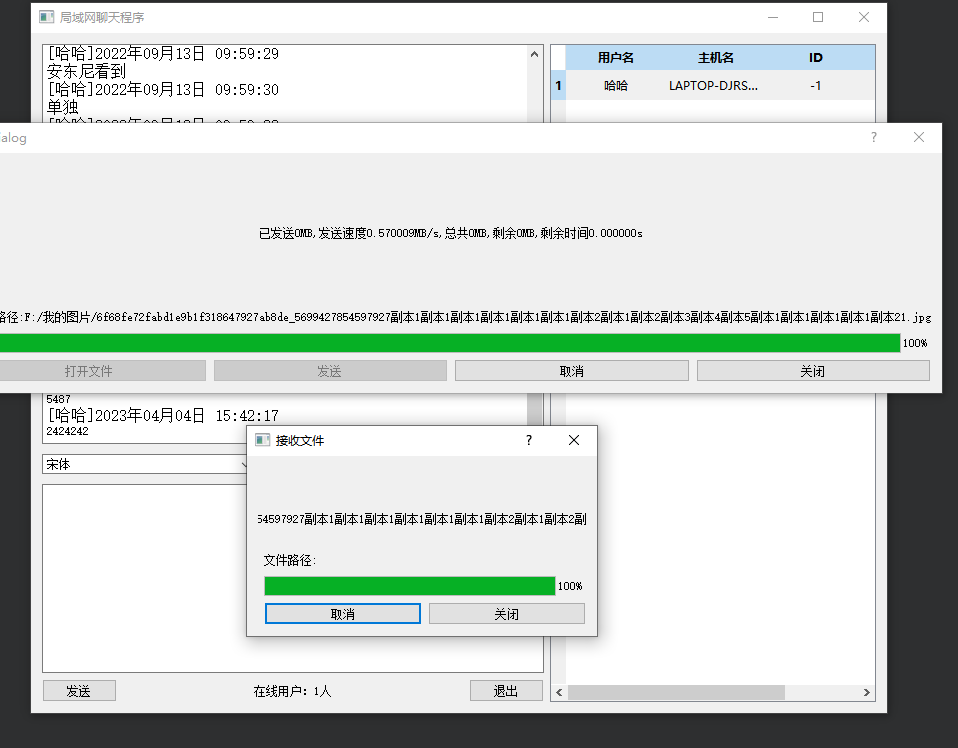 局域网聊天程序
[哈哈]2022年09月13日 09:59:29
安东尼看到
[哈哈]2022年09月13日 09:59:30
单独
用户名 主机名 ID
1 哈哈 LAPTOP-DJRS... -1
alog ?
已发送0MB,发送速度0.570009MB/s,总共0MB,剩余0MB,剩余时间0.000000s
路径:F:/我的图片/6f68fe72fabd1e9b1f318647927ab8de_5699427854597927副本1副本1副本1副本1副本1副本1副本2副本1副本2副本3副本4副本5副本1副本1副本1副本1副本21.jpg
100%
打开文件 发送 取消 关闭
5487
[哈哈]2023年04月04日 15:42:17
2424242
宋体
接收文件 ?
54597927副本1副本1副本1副本1副本1副本1副本2副本1副本2副
文件路径:
100%
取消 关闭
发送 在线用户: 1人 退出